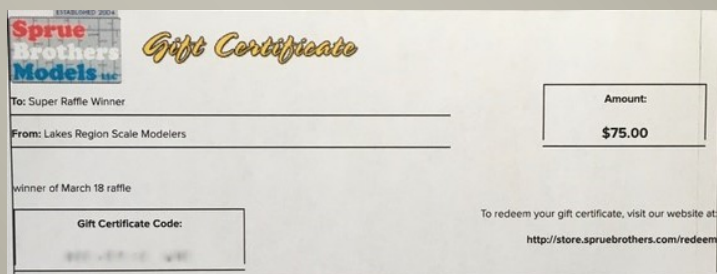 ESTABLISHED 2004
Sprue
Brothers
Models LLC
Gift Certificate
To: Super Raffle Winner
From: Lakes Region Scale Modelers
Amount:
$75.00
winner of March 18 raffle
Gift Certificate Code:
To redeem your gift certificate, visit our website at:
http://store.spruebrothers.com/redeem